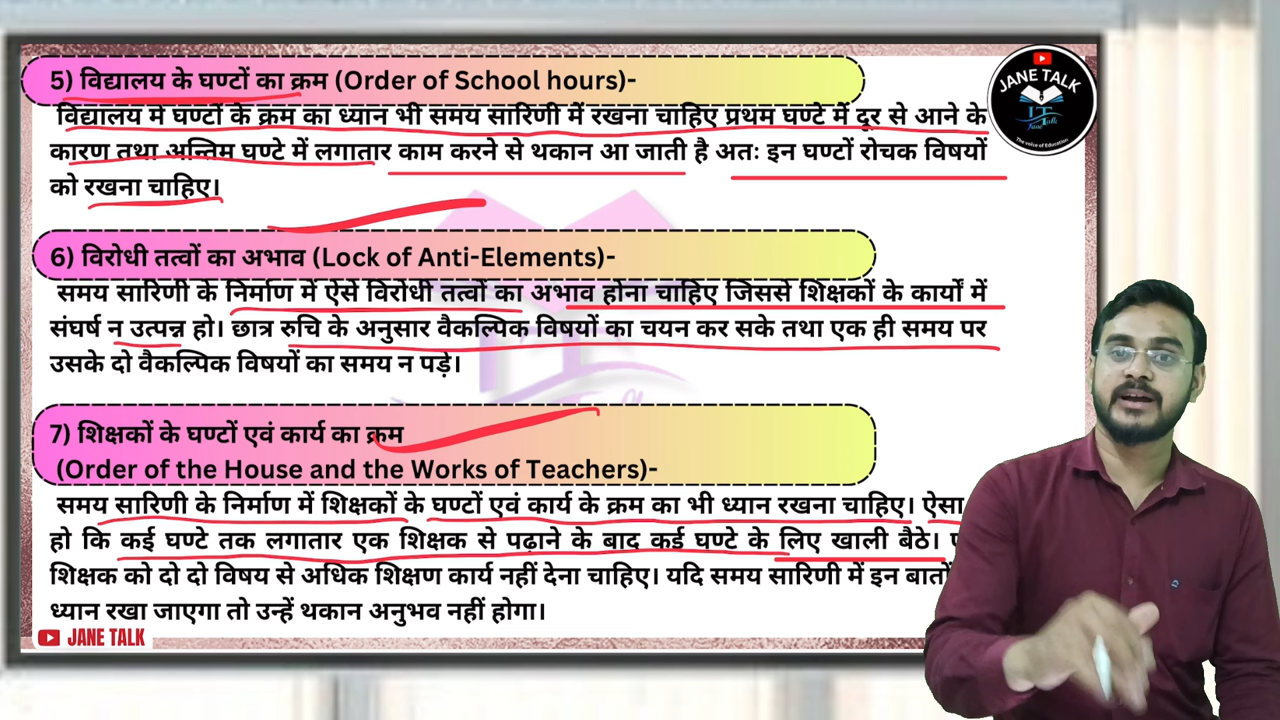 5) विद्यालय के घण्टों का क्रम (Order of School hours)-
विद्यालय मे घण्टों के क्रम का ध्यान भी समय सारिणी में रखना चाहिए प्रथम घण्टे में दूर से आने के
कारण तथा अन्तिम घण्टे में लगातार काम करने से थकान आ जाती है अतः इन घण्टों रोचक विषयों
को रखना चाहिए।
6) विरोधी तत्वों का अभाव (Lock of Anti-Elements)-
समय सारिणी के निर्माण में ऐसे विरोधी तत्वों का अभाव होना चाहिए जिससे शिक्षकों के कार्यों में
संघर्ष न उत्पन्न हो। छात्र रुचि के अनुसार वैकल्पिक विषयों का चयन कर सके तथा एक ही समय पर
उसके दो वैकल्पिक विषयों का समय न पड़े।
7) शिक्षकों के घण्टों एवं कार्य का क्रम
(Order of the House and the Works of Teachers)-
समय सारिणी के निर्माण में शिक्षकों के घण्टों एवं कार्य के क्रम का भी ध्यान रखना चाहिए। ऐसा
हो कि कई घण्टे तक लगातार एक शिक्षक से पढ़ाने के बाद कई घण्टे के लिए खाली बैठे।
शिक्षक को दो दो विषय से अधिक शिक्षण कार्य नहीं देना चाहिए। यदि समय सारिणी में इन बातों
ध्यान रखा जाएगा तो उन्हें थकान अनुभव नहीं होगा।
JANE TALK
JANE TALK
The voice of Education